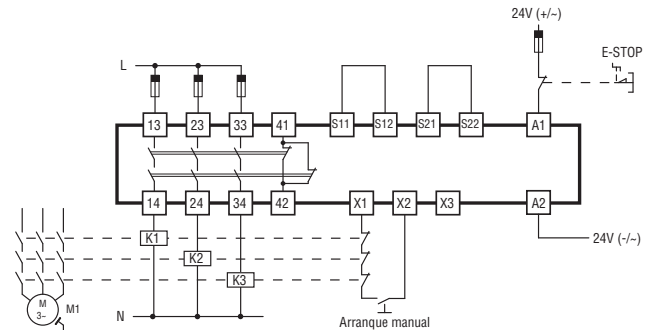 24V (+/~)
E-STOP
L
13 23 33 41 S11 S12 S21 S22 A1
14 24 34 42 X1 X2 X3 A2
K1
24V (-/~)
K2
K3
M
3~
M1
N
Arranque manual